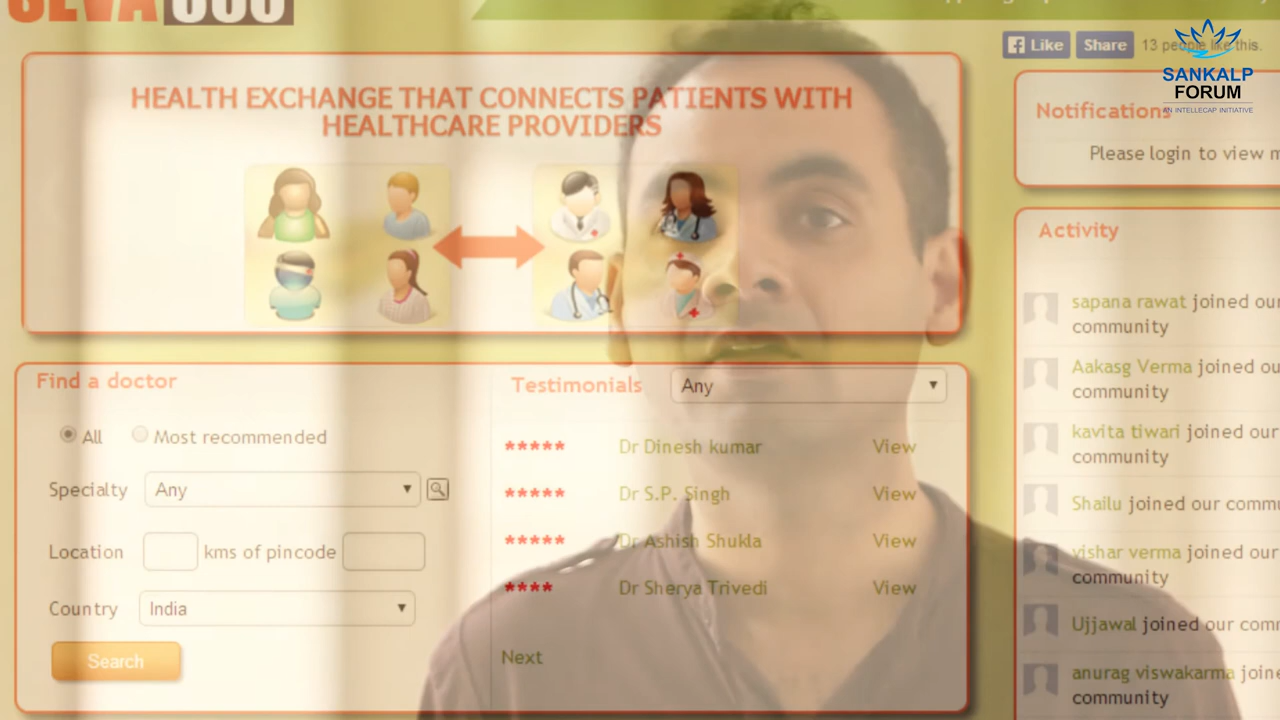 Like Share 13 people like this.
SANKALP
FORUM
AN INTELLECAP INITIATIVE
HEALTH EXCHANGE THAT CONNECTS PATIENTS WITH
HEALTHCARE PROVIDERS
Notifications
Please login to view
Find a doctor
All Most recommended
Specialty Any
Location kms of pincode
Country India
Search
Testimonials Any
***** Dr Dinesh kumar View
***** Dr S.P. Singh View
***** Dr Ashish Shukla View
**** Dr Sherya Trivedi View
Next
Activity
sapana rawat joined our
community
Aakasg Verma joined our
community
kavita tiwari joined our
community
Shailu joined our
vishar verma joined our
community
Ujjawal joined our
anurag viswakarma
community